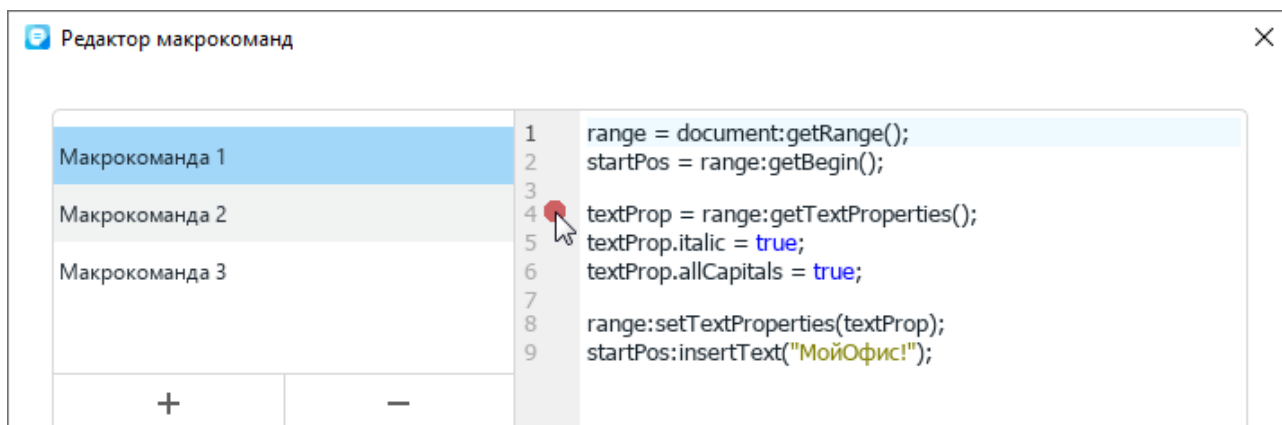 Редактор макрокоманд
Макрокоманда 1
Макрокоманда 2
Макрокоманда 3
+ −
1 range = document:getRange();
2 startPos = range:getBegin();
3
4 textProp = range:getTextProperties();
5 textProp.italic = true;
6 textProp.allCapitals = true;
7
8 range:setTextProperties(textProp);
9 startPos:insertText("МойОфис!");